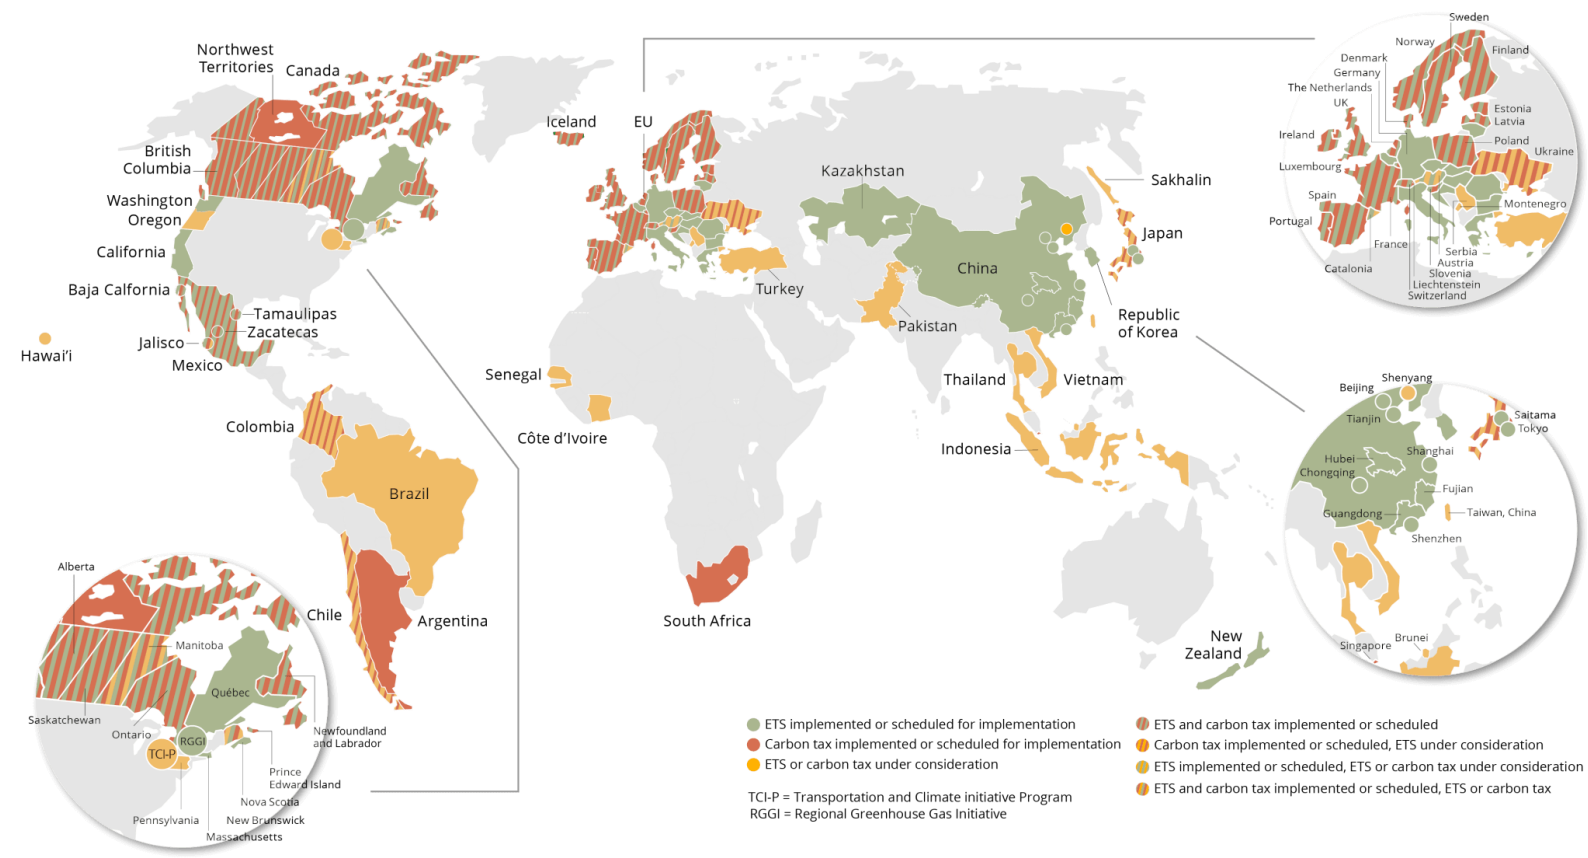 Northwest
Territories
Canada
British
Columbia
Washington
Oregon
California
Baja Calfornia
Tamaulipas
Zacatecas
Jalisco
Mexico
Hawai’i
Iceland
EU
Kazakhstan
Sakhalin
Japan
China
Turkey
Pakistan
Republic
of Korea
Thailand
Vietnam
Indonesia
Senegal
Côte d’Ivoire
Colombia
Brazil
Chile
Argentina
South Africa
New
Zealand
Sweden
Norway
Finland
Denmark
Germany
The Netherlands
UK
Estonia
Latvia
Ireland
Poland
Ukraine
Luxembourg
Spain
Montenegro
Portugal
France
Serbia
Catalonia
Austria
Slovenia
Liechtenstein
Switzerland
Shenyang
Beijing
Tianjin
Saitama
Tokyo
Hubei
Shanghai
Chongqing
Fujian
Guangdong
Taiwan, China
Shenzhen
Brunei
Singapore
Alberta
Manitoba
Québec
Saskatchewan
Ontario
Newfoundland
and Labrador
RGGI
TCI-P
Prince
Edward Island
Nova Scotia
Pennsylvania
New Brunswick
Massachusetts
ETS implemented or scheduled for implementation
Carbon tax implemented or scheduled for implementation
ETS or carbon tax under consideration
TCI-P = Transportation and Climate initiative Program
RGGI = Regional Greenhouse Gas Initiative
ETS and carbon tax implemented or scheduled
Carbon tax implemented or scheduled, ETS under consideration
ETS implemented or scheduled, ETS or carbon tax under consideration
ETS and carbon tax implemented or scheduled, ETS or carbon tax